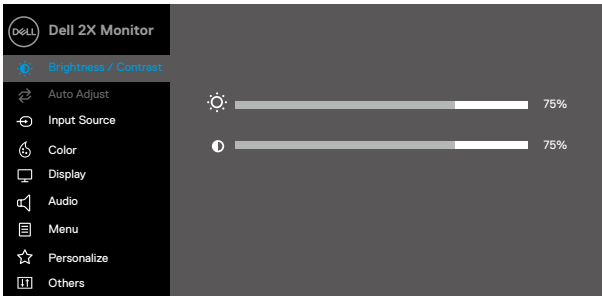 DELL Dell 2X Monitor
Brightness / Contrast
Auto Adjust
75%
Input Source
Color
75%
Display
Audio
Menu
Personalize
Others